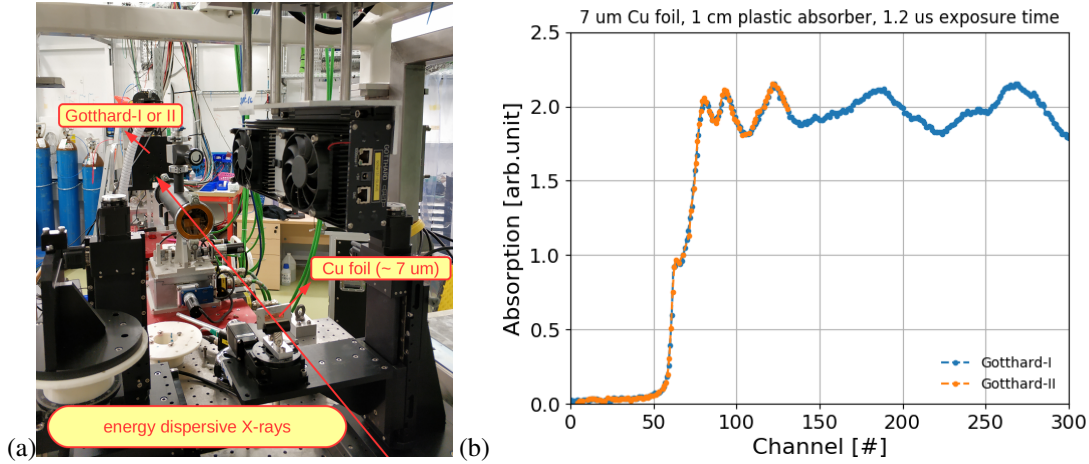 Gotthard-I or II
GOTTHARD
Cu foil (~ 7 um)
energy dispersive X-rays
(a)
(b)
7 um Cu foil, 1 cm plastic absorber, 1.2 us exposure time
Absorption [arb.unit]
2.5
2.0
1.5
1.0
0.5
0.0
Gotthard-I
Gotthard-II
0 50 100 150 200 250 300
Channel [#]